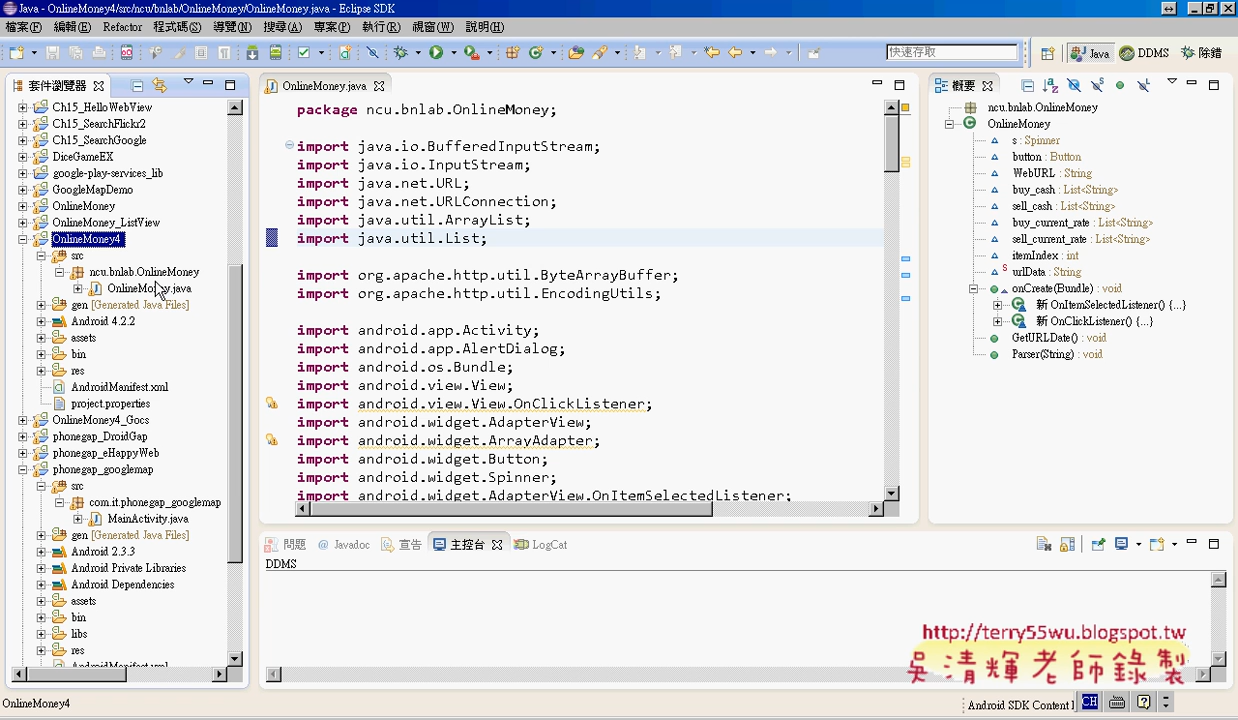 Java - OnlineMoney4/src/ncu/bnlab/OnlineMoney/OnlineMoney.java - Eclipse SDK
檔案(F) 編輯(E) Refactor 程式碼(S) 導覽(N) 搜尋(A) 專案(P) 執行(R) 視窗(W) 說明(H)
快速存取 Java DDMS 除錯
套件瀏覽器
Ch15_HelloWebView
Ch15_SearchFlickr2
Ch15_SearchGoogle
DiceGameEX
google-play-services_lib
GoogleMapDemo
OnlineMoney
OnlineMoney_ListView
OnlineMoney4
src
ncu.bnlab.OnlineMoney
OnlineMoney.java
gen [Generated Java Files]
Android 4.2.2
assets
bin
res
AndroidManifest.xml
project.properties
OnlineMoney4_Gocs
phonegap_DroidGap
phonegap_eHappyWeb
phonegap_googlemap
src
com.it.phonegap_googlemap
MainActivity.java
gen [Generated Java Files]
Android 2.3.3
Android Private Libraries
Android Dependencies
assets
bin
libs
res
AndroidManifest.xml
OnlineMoney.java
package ncu.bnlab.OnlineMoney;
import java.io.BufferedInputStream;
import java.io.InputStream;
import java.net.URL;
import java.net.URLConnection;
import java.util.ArrayList;
import java.util.List;
import org.apache.http.util.ByteArrayBuffer;
import org.apache.http.util.EncodingUtils;
import android.app.Activity;
import android.app.AlertDialog;
import android.os.Bundle;
import android.view.View;
import android.view.View.OnClickListener;
import android.widget.AdapterView;
import android.widget.ArrayAdapter;
import android.widget.Button;
import android.widget.Spinner;
import android.widget.AdapterView.OnItemSelectedListener;
概要
ncu.bnlab.OnlineMoney
OnlineMoney
s : Spinner
button : Button
WebURL : String
buy_cash : List<String>
sell_cash : List<String>
buy_current_rate : List<String>
sell_current_rate : List<String>
itemIndex : int
urlData : String
onCreate(Bundle) : void
新 OnItemSelectedListener() {...}
新 OnClickListener() {...}
GetURLDate() : void
Parser(String) : void
問題 @ Javadoc 宣告 主控台 LogCat
DDMS
http://terry55wu.blogspot.tw
吳清輝老師錄製
OnlineMoney4
Android SDK Content l CH